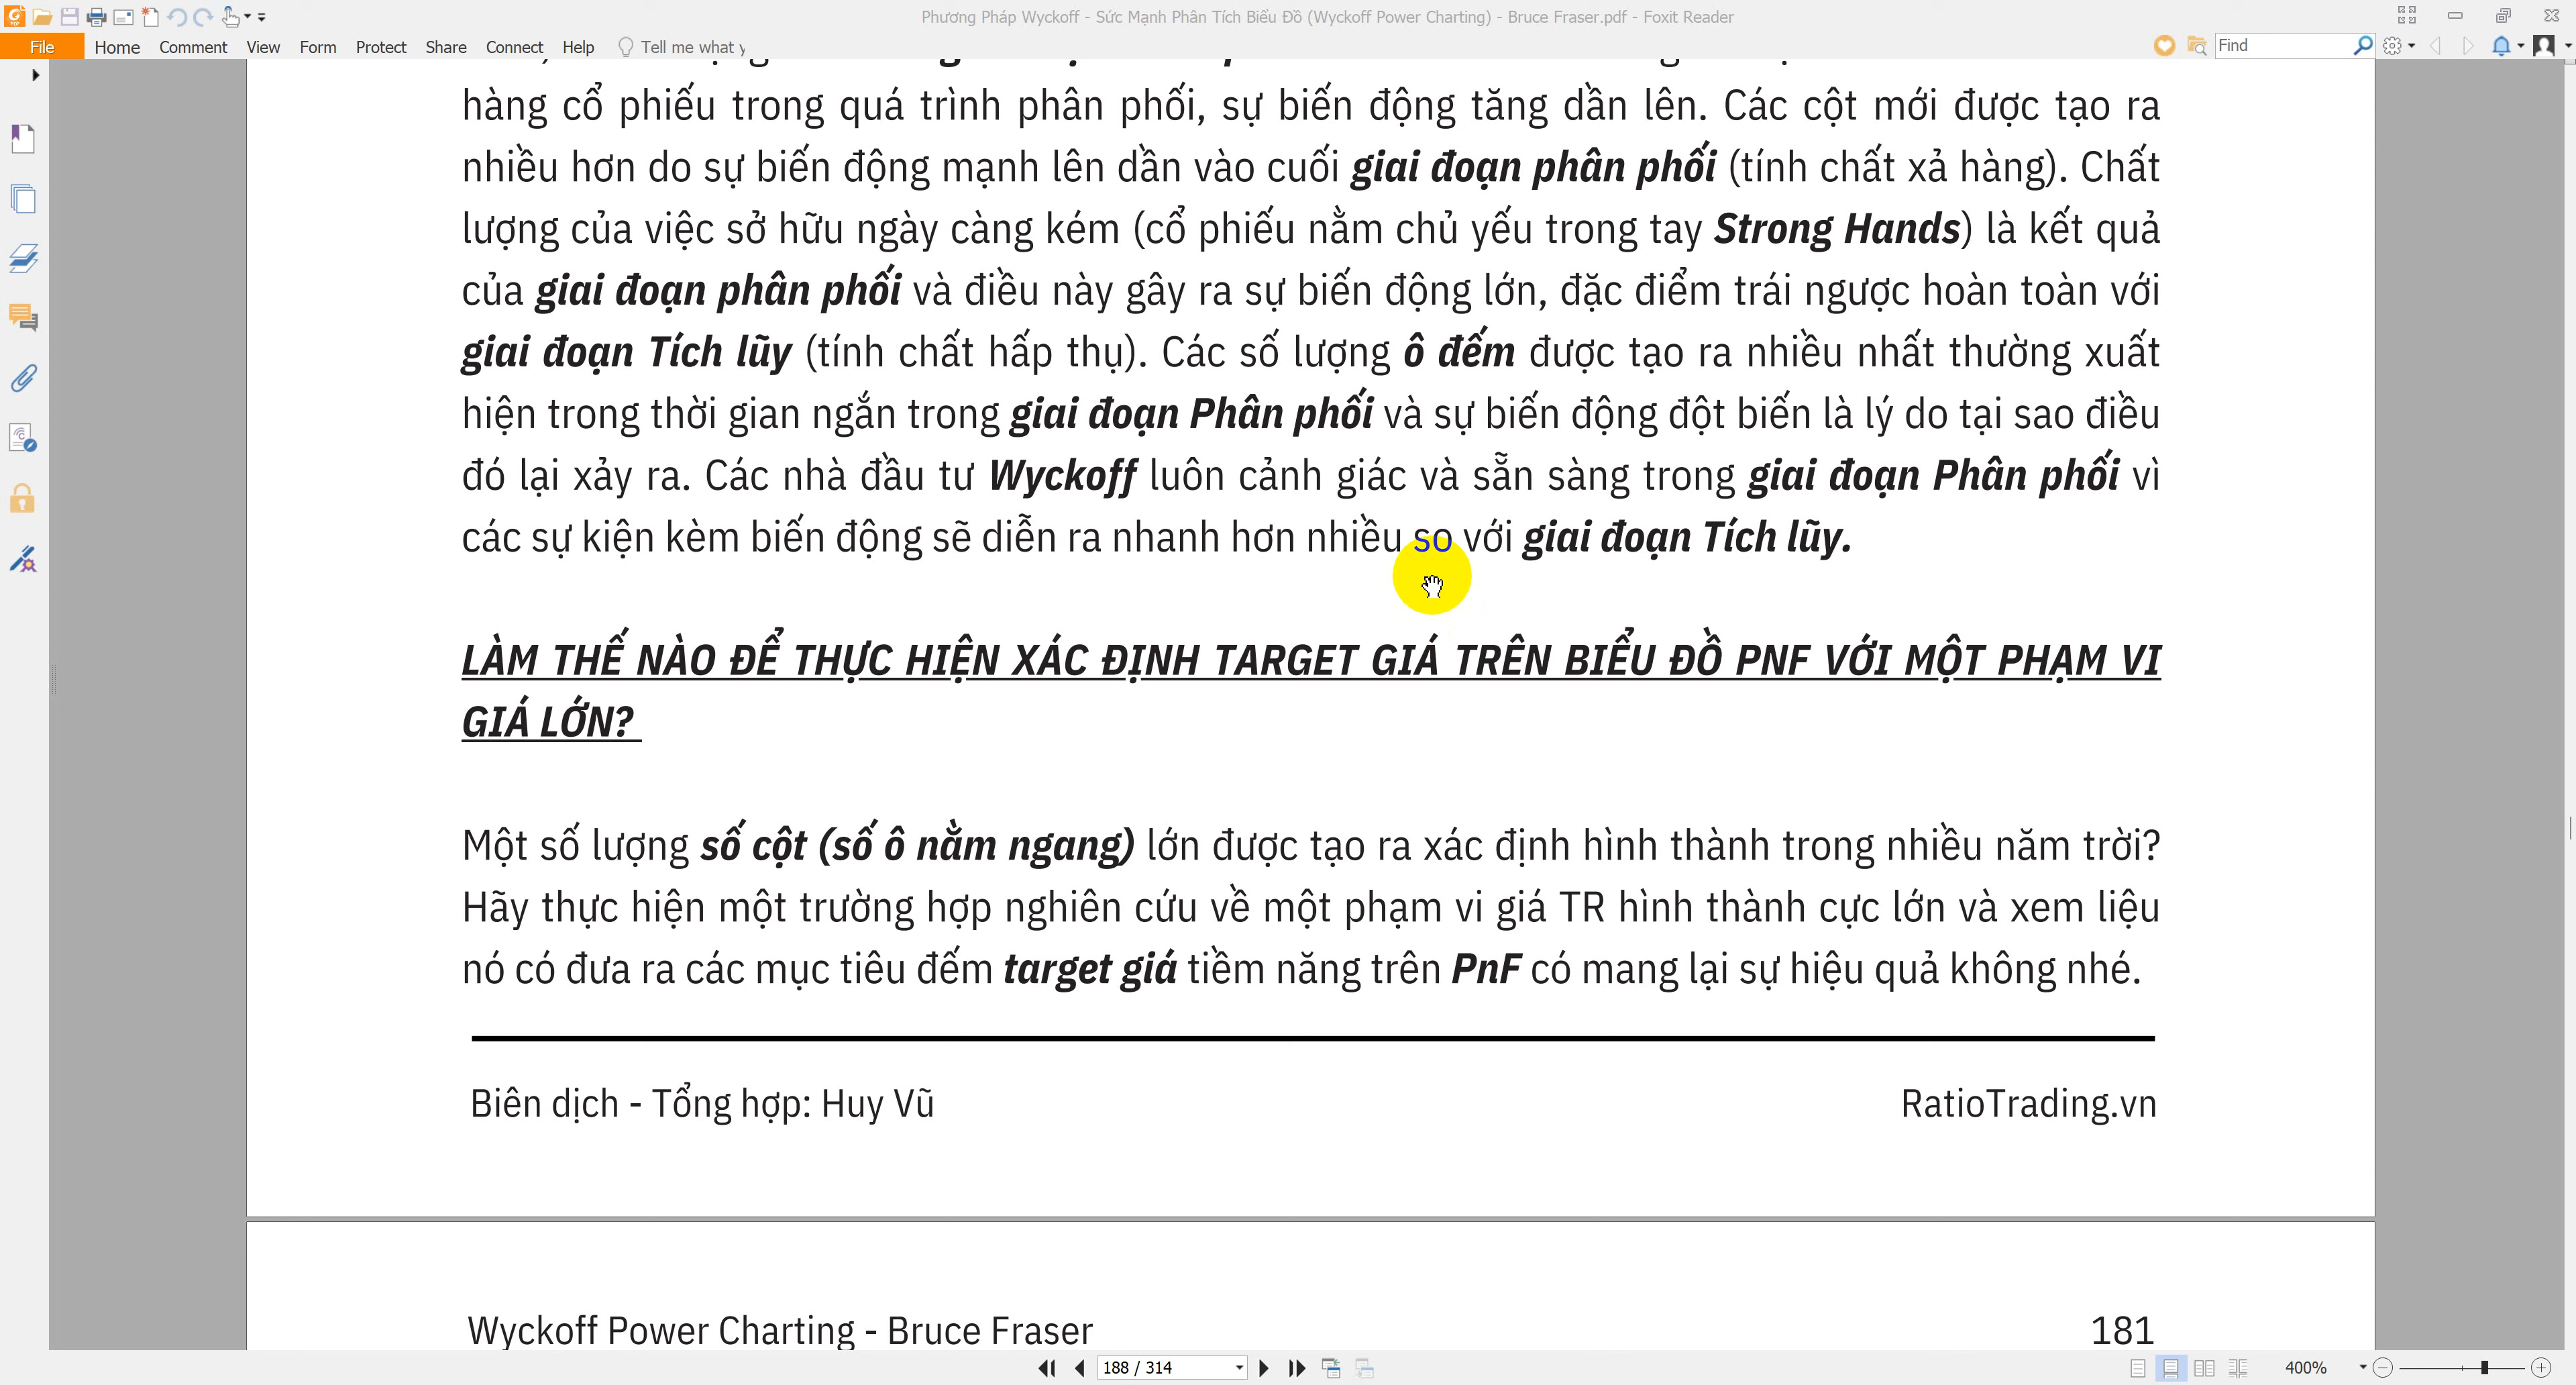 Phương Pháp Wyckoff - Sức Mạnh Phân Tích Biểu Đồ (Wyckoff Power Charting) - Bruce Fraser.pdf - Foxit Reader
File Home Comment View Form Protect Share Connect Help Tell me what Find
hàng cổ phiếu trong quá trình phân phối, sự biến động tăng dần lên. Các cột mới được tạo ra
nhiều hơn do sự biến động mạnh lên dần vào cuối giai đoạn phân phối (tính chất xả hàng). Chất
lượng của việc sở hữu ngày càng kém (cổ phiếu nằm chủ yếu trong tay Strong Hands) là kết quả
của giai đoạn phân phối và điều này gây ra sự biến động lớn, đặc điểm trái ngược hoàn toàn với
giai đoạn Tích lũy (tính chất hấp thụ). Các số lượng ô đếm được tạo ra nhiều nhất thường xuất
hiện trong thời gian ngắn trong giai đoạn Phân phối và sự biến động đột biến là lý do tại sao điều
đó lại xảy ra. Các nhà đầu tư Wyckoff luôn cảnh giác và sẵn sàng trong giai đoạn Phân phối vì
các sự kiện kèm biến động sẽ diễn ra nhanh hơn nhiều so với giai đoạn Tích lũy.
LÀM THẾ NÀO ĐỂ THỰC HIỆN XÁC ĐỊNH TARGET GIÁ TRÊN BIỂU ĐỒ PNF VỚI MỘT PHẠM VI
GIÁ LỚN?
Một số lượng số cột (số ô nằm ngang) lớn được tạo ra xác định hình thành trong nhiều năm trời?
Hãy thực hiện một trường hợp nghiên cứu về một phạm vi giá TR hình thành cực lớn và xem liệu
nó có đưa ra các mục tiêu đếm target giá tiềm năng trên PnF có mang lại sự hiệu quả không nhé.
Biên dịch - Tổng hợp: Huy Vũ RatioTrading.vn
Wyckoff Power Charting - Bruce Fraser 181
188 / 314 400%